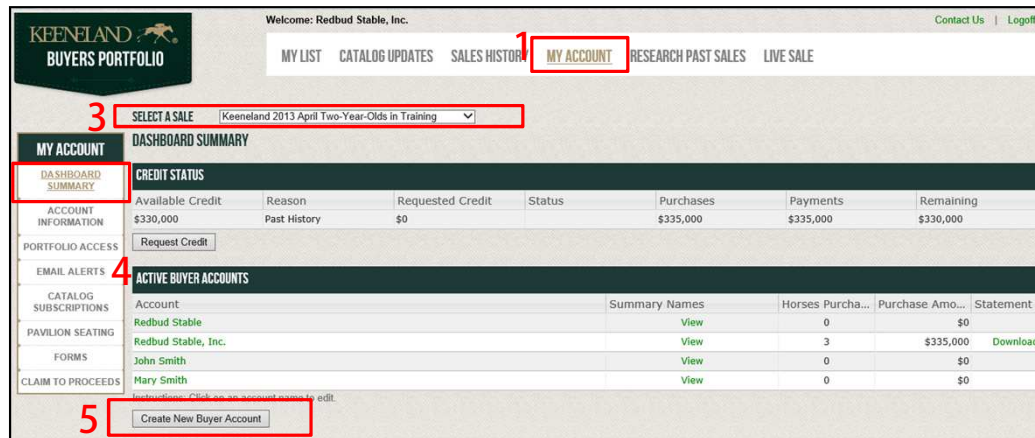 Welcome: Redbud Stable, Inc.
Contact Us | Logoff
KEENELAND
BUYERS PORTFOLIO
MY LIST CATALOG UPDATES SALES HISTORY MY ACCOUNT RESEARCH PAST SALES LIVE SALE
1
3
SELECT A SALE Keeneland 2013 April Two-Year-Olds in Training
MY ACCOUNT
DASHBOARD
SUMMARY
ACCOUNT
INFORMATION
PORTFOLIO ACCESS
EMAIL ALERTS
CATALOG
SUBSCRIPTIONS
PAVILION SEATING
FORMS
CLAIM TO PROCEEDS
DASHBOARD SUMMARY
CREDIT STATUS
Available Credit Reason Requested Credit Status Purchases Payments Remaining
$330,000 Past History $0 $335,000 $335,000 $330,000
Request Credit
4
ACTIVE BUYER ACCOUNTS
Account Summary Names Horses Purcha... Purchase Amo... Statement
Redbud Stable View 0 $0
Redbud Stable, Inc. View 3 $335,000 Download
John Smith View 0 $0
Mary Smith View 0 $0
Instructions: Click on an account name to edit.
5
Create New Buyer Account